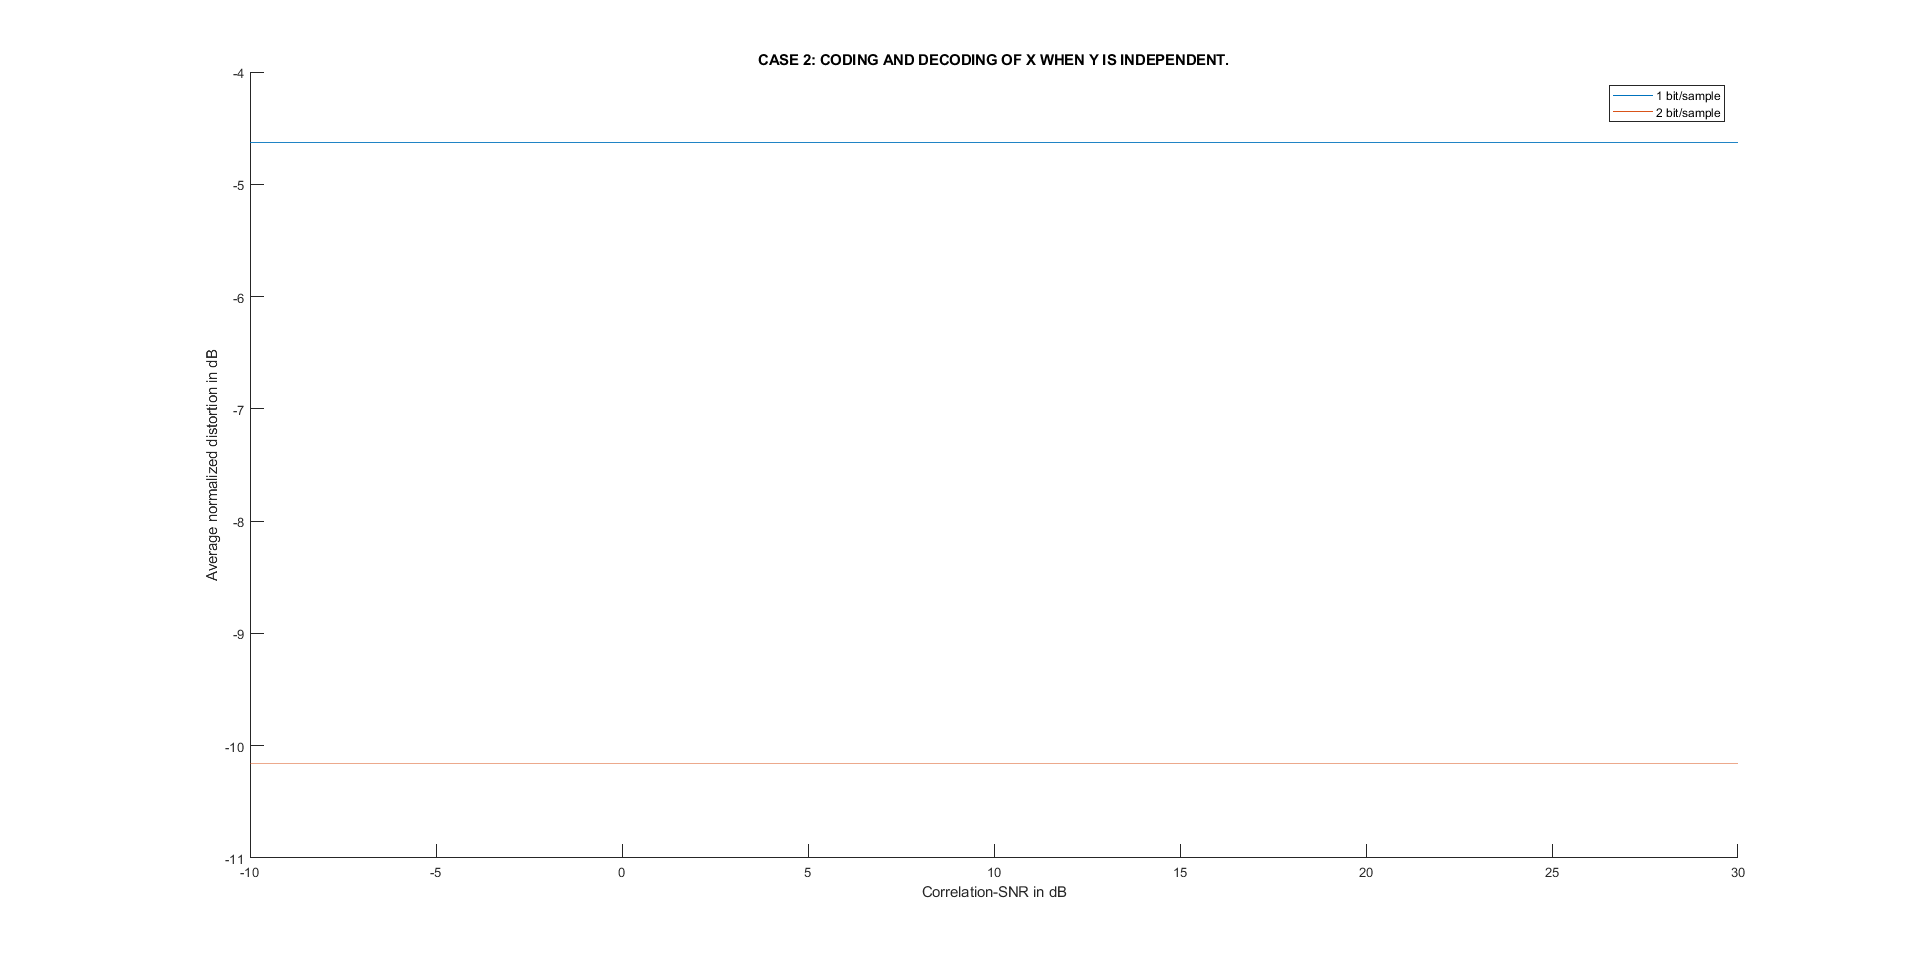 CASE 2: CODING AND DECODING OF X WHEN Y IS INDEPENDENT.
1 bit/sample
2 bit/sample
Average normalized distortion in dB
-4
-5
-6
-7
-8
-9
-10
-11
-10 -5 0 5 10 15 20 25 30
Correlation-SNR in dB